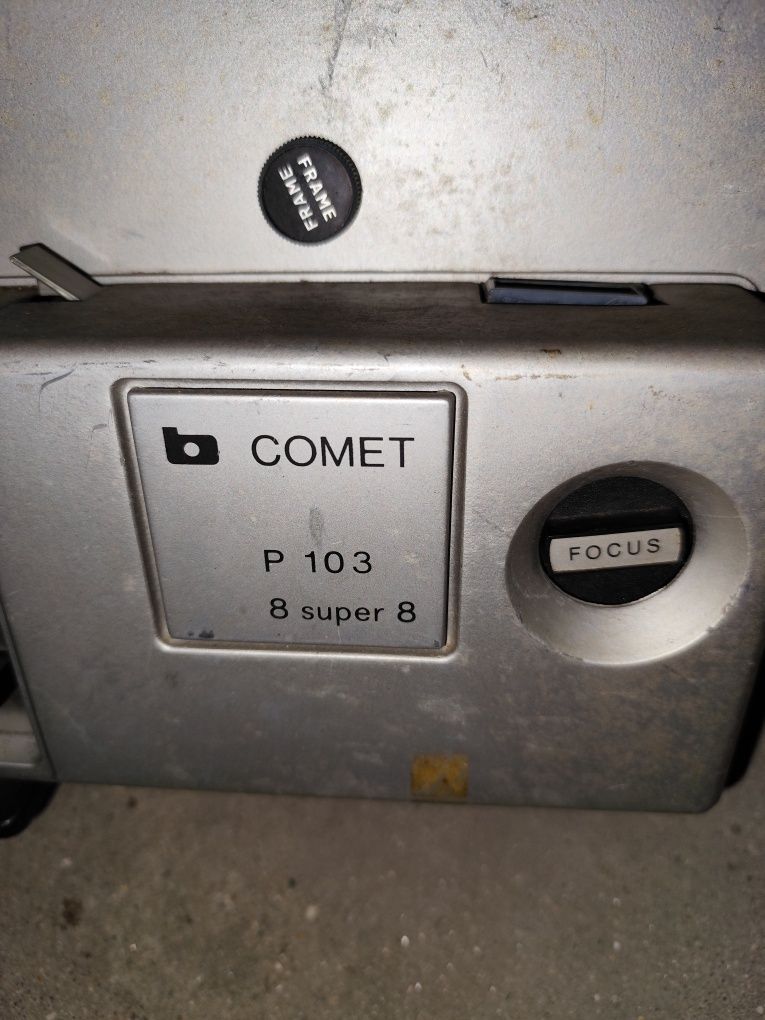 FRAME
FRAME
COMET
P 103
8 super 8
FOCUS